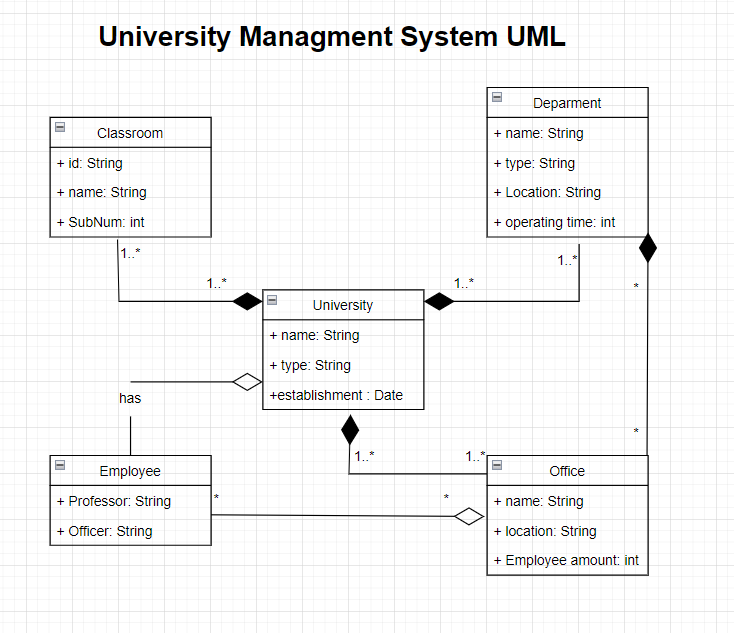 University Managment System UML
Deparment
+ name: String
+ type: String
+ Location: String
+ operating time: int
Classroom
+ id: String
+ name: String
+ SubNum: int
1..*
1..*
1..*
1..*
*
*
University
+ name: String
+ type: String
+establishment : Date
has
1..*
1..*
Employee
+ Professor: String
+ Officer: String
*
*
Office
+ name: String
+ location: String
+ Employee amount: int